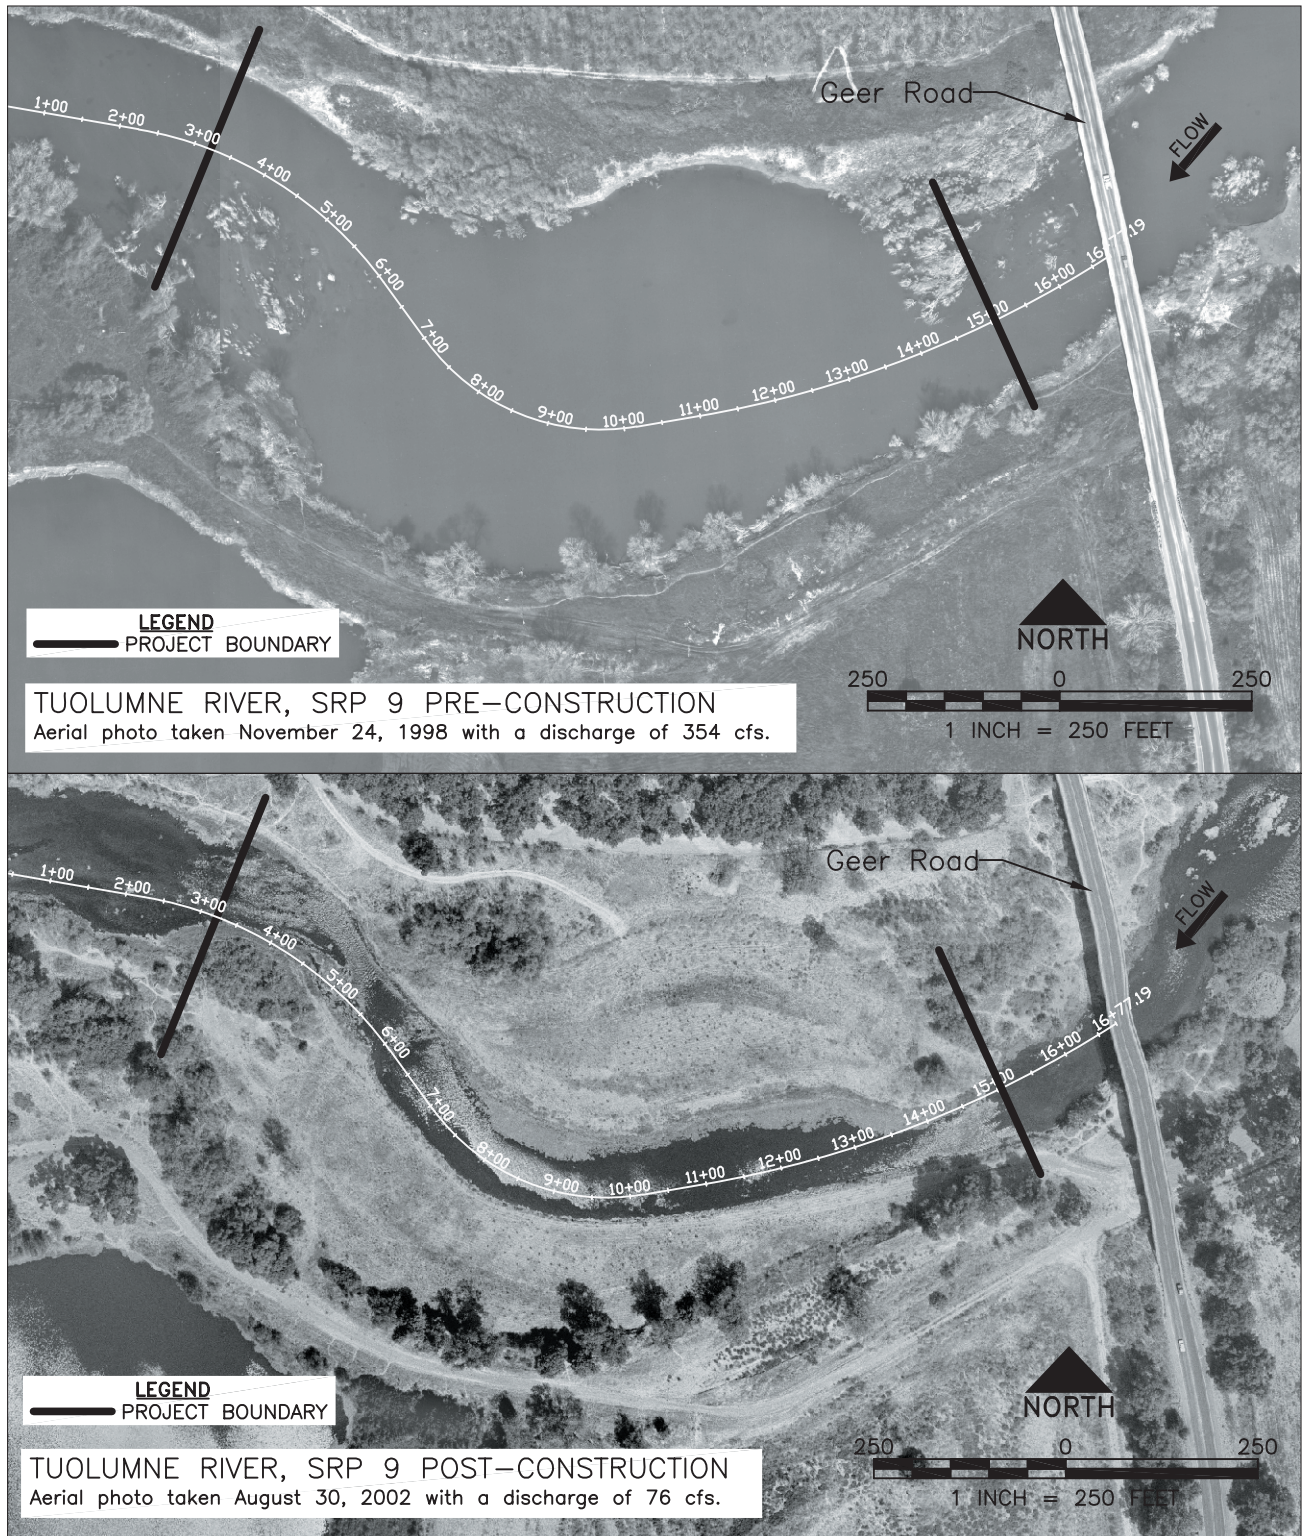 Geer Road
FLOW
1+00
2+00
3+00
4+00
5+00
6+00
7+00
8+00
9+00
10+00
11+00
12+00
13+00
14+00
15+00
16+00
16+77.19
LEGEND
PROJECT BOUNDARY
NORTH
250 0 250
1 INCH = 250 FEET
TUOLUMNE RIVER, SRP 9 PRE-CONSTRUCTION
Aerial photo taken November 24, 1998 with a discharge of 354 cfs.
Geer Road
FLOW
1+00
2+00
3+00
4+00
5+00
6+00
7+00
8+00
9+00
10+00
11+00
12+00
13+00
14+00
15+00
16+00
16+77.19
LEGEND
PROJECT BOUNDARY
NORTH
250 0 250
1 INCH = 250 FEET
TUOLUMNE RIVER, SRP 9 POST-CONSTRUCTION
Aerial photo taken August 30, 2002 with a discharge of 76 cfs.